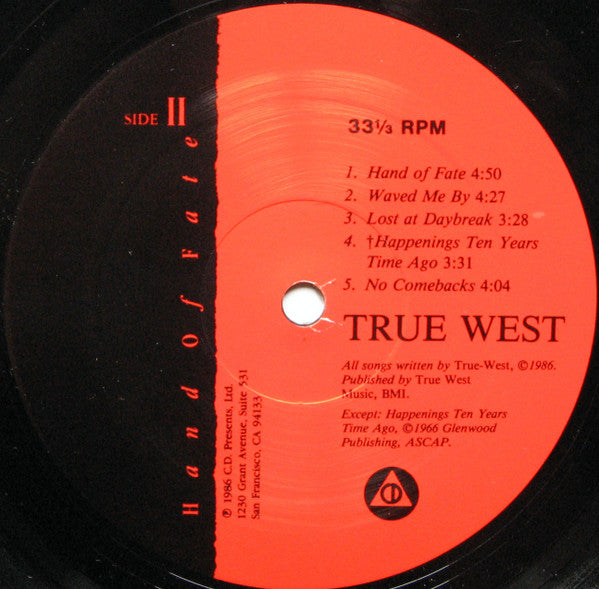 SIDE II
Hand Of Fate
33⅓ RPM
1. Hand of Fate 4:50
2. Waved Me By 4:27
3. Lost at Daybreak 3:28
4. †Happenings Ten Years
Time Ago 3:31
5. No Comebacks 4:04
TRUE WEST
All songs written by True-West, ©1986.
Published by True West
Music, BMI.
Except: Happenings Ten Years
Time Ago, ©1966 Glenwood
Publishing, ASCAP.
℗ 1986 C.D. Presents, Ltd.
1230 Grant Avenue, Suite 531
San Francisco, CA 94133
CD